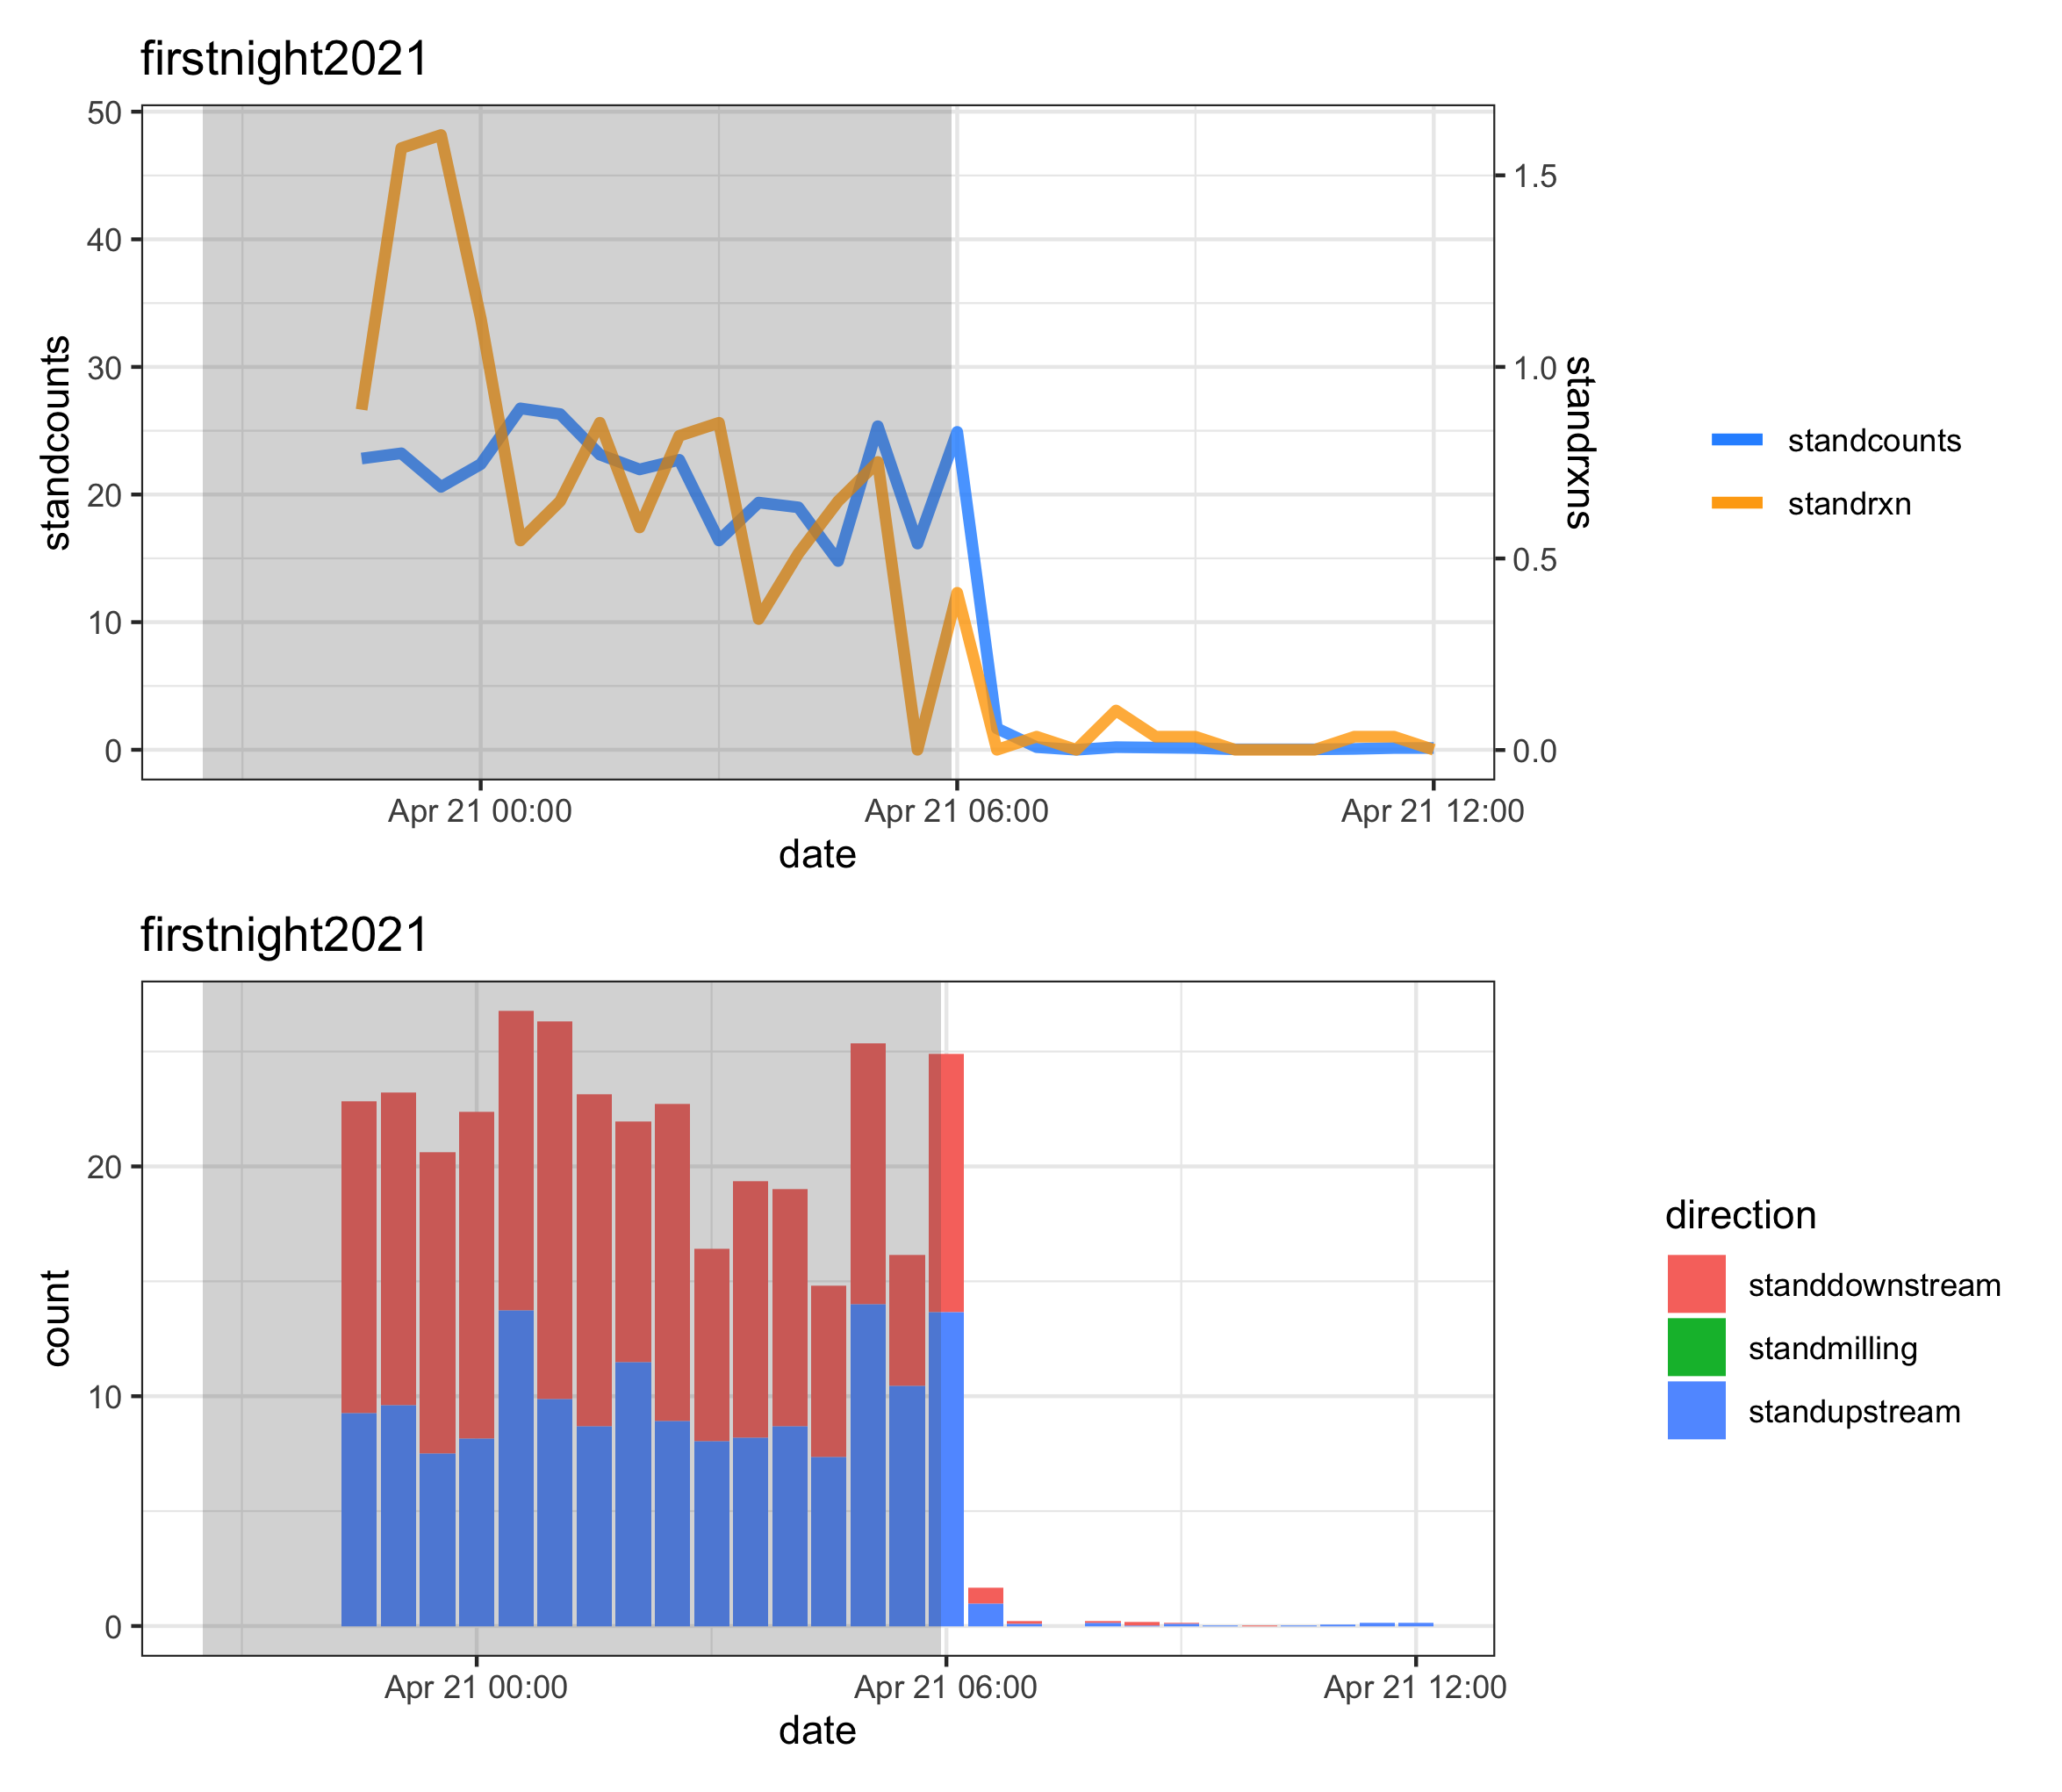 firstnight2021
50
40
30
20
10
0
standcounts
1.5
1.0
0.5
0.0
standrxns
Apr 21 00:00
Apr 21 06:00
Apr 21 12:00
date
standcounts
standrxn
firstnight2021
20
10
0
count
Apr 21 00:00
Apr 21 06:00
Apr 21 12:00
date
direction
standdownstream
standmilling
standupstream